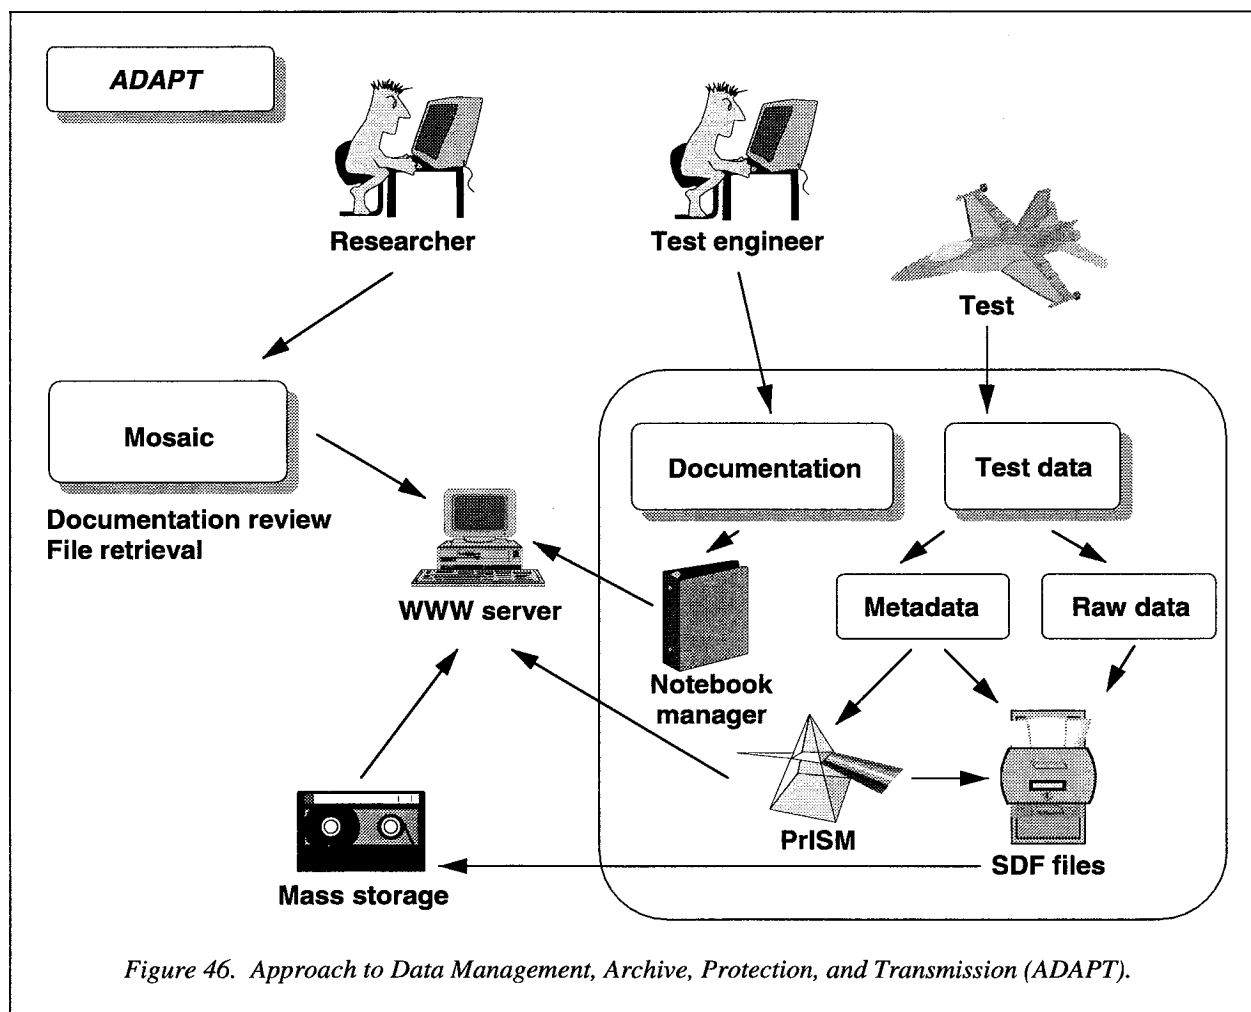 ADAPT
Researcher
Test engineer
Test
Mosaic
Documentation review
File retrieval
Documentation
Test data
WWW server
Metadata
Raw data
Notebook
manager
PrISM
SDF files
Mass storage
Figure 46. Approach to Data Management, Archive, Protection, and Transmission (ADAPT).